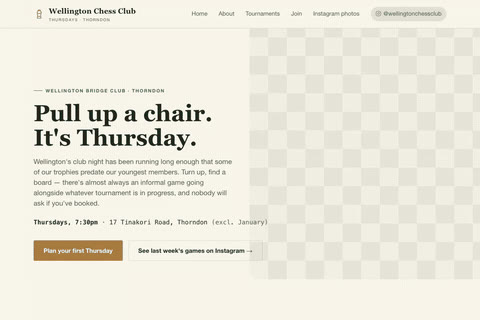 Wellington Chess Club
THURSDAYS · THORNDON
Home About Tournaments Join Instagram photos @wellingtonchessclub
WELLINGTON BRIDGE CLUB · THORNDON
Pull up a chair.
It's Thursday.
Wellington's club night has been running long enough that some
of our trophies predate our youngest members. Turn up, find a
board — there's almost always an informal game going
alongside whatever tournament is in progress, and nobody will
ask if you've booked.
Thursdays, 7:30pm · 17 Tinakori Road, Thorndon (excl. January)
Plan your first Thursday
See last week's games on Instagram →